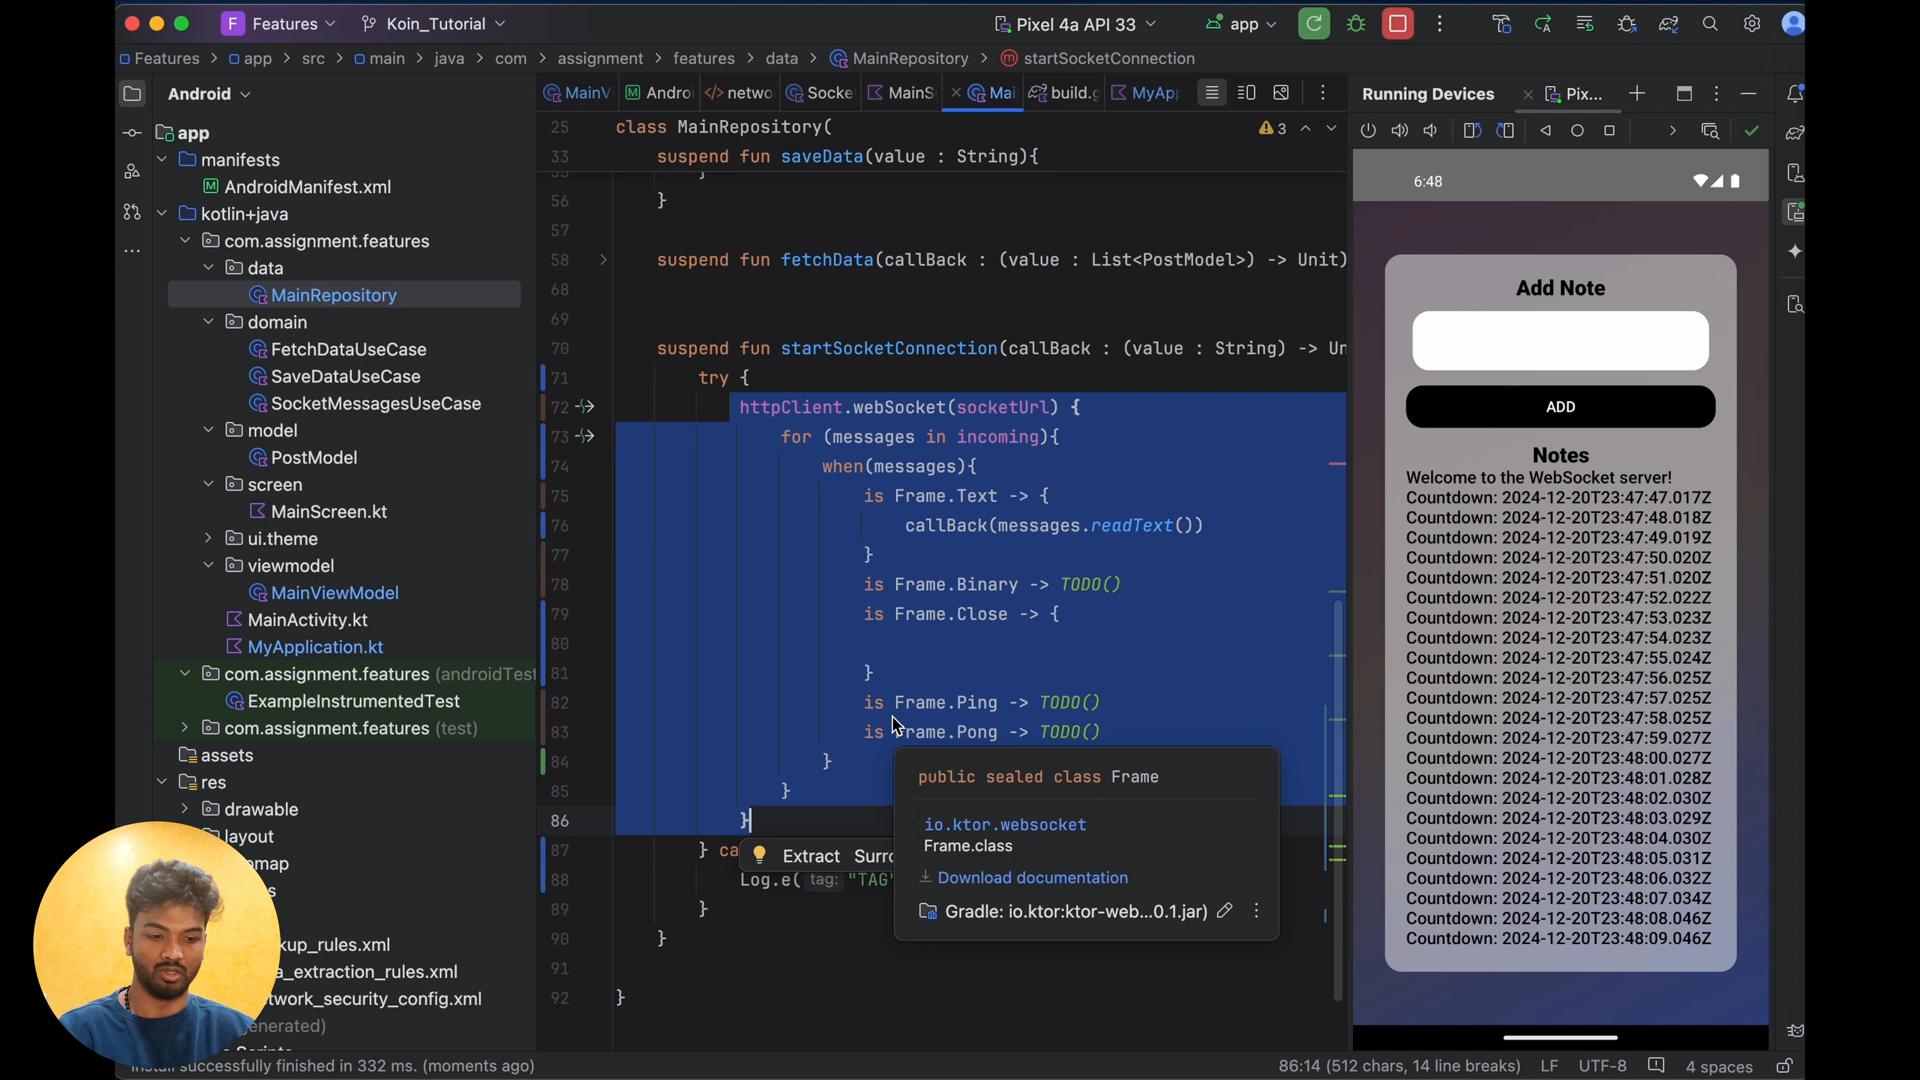 F Features Koin_Tutorial Pixel 4a API 33 app
Features app src main java com assignment features data MainRepository startSocketConnection
Android
app
manifests
AndroidManifest.xml
kotlin+java
com.assignment.features
data
MainRepository
domain
FetchDataUseCase
SaveDataUseCase
SocketMessagesUseCase
model
PostModel
screen
MainScreen.kt
ui.theme
viewmodel
MainViewModel
MainActivity.kt
MyApplication.kt
com.assignment.features (androidTest
ExampleInstrumentedTest
com.assignment.features (test)
assets
res
drawable
layout
kup_rules.xml
a_extraction_rules.xml
twork_security_config.xml
enerated)
MainV Androi netwo Socke MainS Mai build.g MyApp
25 class MainRepository( 3
33 suspend fun saveData(value : String){
56 }
57
58 suspend fun fetchData(callBack : (value : List<PostModel>) -> Unit)
68
69
70 suspend fun startSocketConnection(callBack : (value : String) -> Un
71 try {
72 httpClient.webSocket(socketUrl) {
73 for (messages in incoming){
74 when(messages){
75 is Frame.Text -> {
76 callBack(messages.readText())
77 }
78 is Frame.Binary -> TODO()
79 is Frame.Close -> {
80
81 }
82 is Frame.Ping -> TODO()
83 is Frame.Pong -> TODO()
84 }
85 }
86 }
87 } ca
88 Log.e( tag: "TAG"
89 }
90 }
91
92 }
Extract Surro
public sealed class Frame
io.ktor.websocket
Frame.class
Download documentation
Gradle: io.ktor:ktor-web...0.1.jar)
Running Devices Pix...
6:48
Add Note
ADD
Notes
Welcome to the WebSocket server!
Countdown: 2024-12-20T23:47:47.017Z
Countdown: 2024-12-20T23:47:48.018Z
Countdown: 2024-12-20T23:47:49.019Z
Countdown: 2024-12-20T23:47:50.020Z
Countdown: 2024-12-20T23:47:51.020Z
Countdown: 2024-12-20T23:47:52.022Z
Countdown: 2024-12-20T23:47:53.023Z
Countdown: 2024-12-20T23:47:54.023Z
Countdown: 2024-12-20T23:47:55.024Z
Countdown: 2024-12-20T23:47:56.025Z
Countdown: 2024-12-20T23:47:57.025Z
Countdown: 2024-12-20T23:47:58.025Z
Countdown: 2024-12-20T23:47:59.027Z
Countdown: 2024-12-20T23:48:00.027Z
Countdown: 2024-12-20T23:48:01.028Z
Countdown: 2024-12-20T23:48:02.030Z
Countdown: 2024-12-20T23:48:03.029Z
Countdown: 2024-12-20T23:48:04.030Z
Countdown: 2024-12-20T23:48:05.031Z
Countdown: 2024-12-20T23:48:06.032Z
Countdown: 2024-12-20T23:48:07.034Z
Countdown: 2024-12-20T23:48:08.046Z
Countdown: 2024-12-20T23:48:09.046Z
Install successfully finished in 332 ms. (moments ago)
86:14 (512 chars, 14 line breaks) LF UTF-8 4 spaces